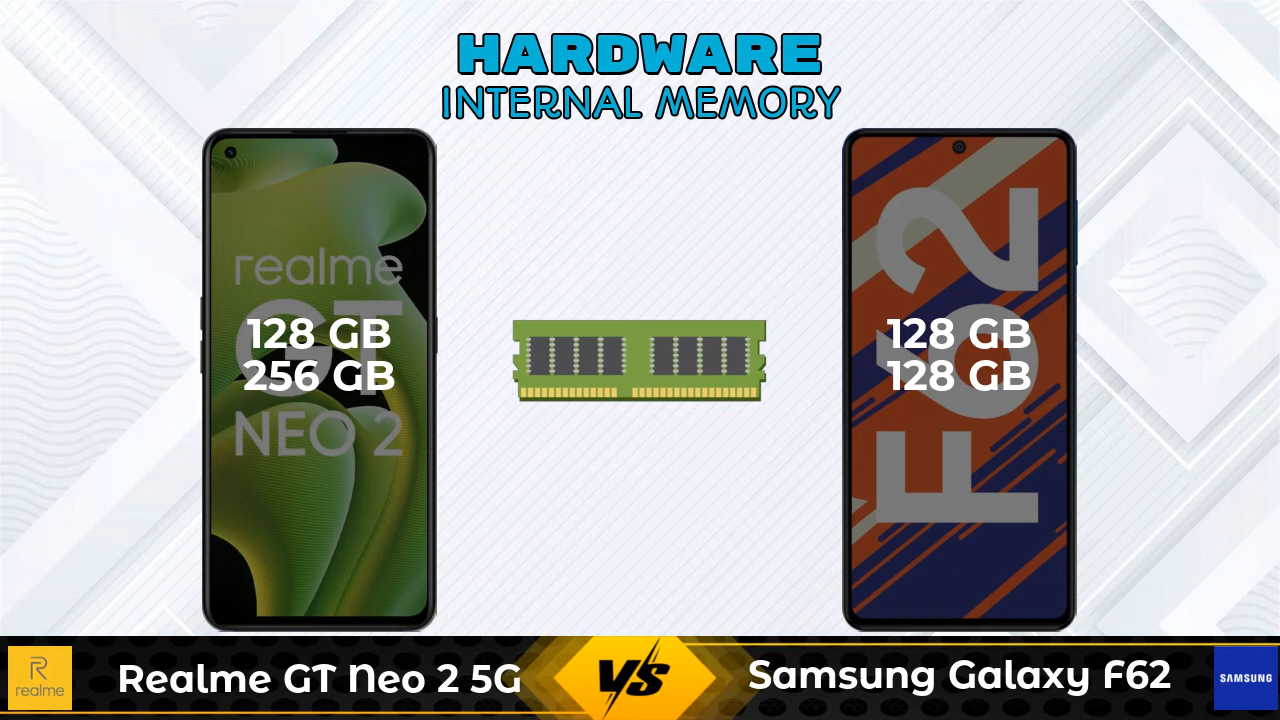 HARDWARE
INTERNAL MEMORY
realme
GT
NEO 2
128 GB
256 GB
F62
128 GB
128 GB
realme
Realme GT Neo 2 5G
VS
Samsung Galaxy F62
SAMSUNG